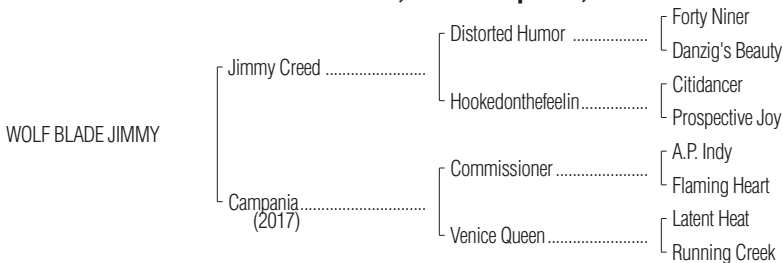 Forty Niner
Distorted Humor ..................
Danzig's Beauty
Jimmy Creed ........................
Citidancer
Hookedonthefeelin................
Prospective Joy
WOLF BLADE JIMMY
A.P. Indy
Commissioner ......................
Flaming Heart
Campania..............................
(2017)
Latent Heat
Venice Queen........................
Running Creek